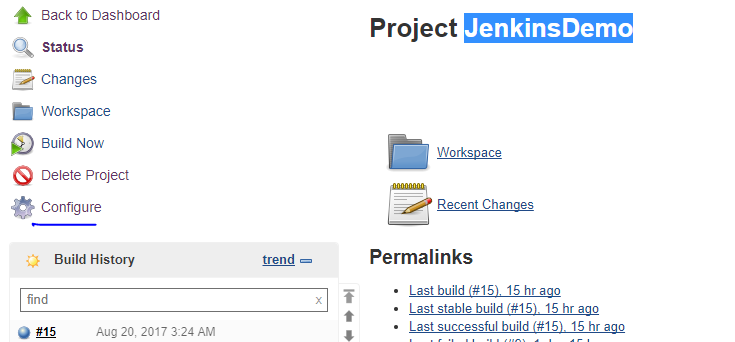 Back to Dashboard
Status
Changes
Workspace
Build Now
Delete Project
Configure
Build History trend
find x
#15 Aug 20, 2017 3:24 AM
Project JenkinsDemo
Workspace
Recent Changes
Permalinks
Last build (#15), 15 hr ago
Last stable build (#15), 15 hr ago
Last successful build (#15), 15 hr ago